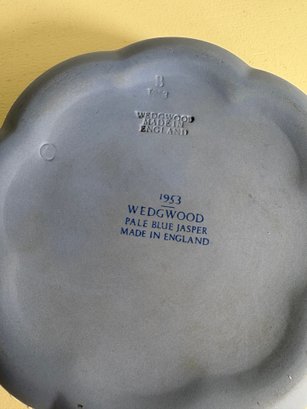 B
WEDGWOOD
MADE IN
ENGLAND
1953
WEDGWOOD
PALE BLUE JASPER
MADE IN ENGLAND